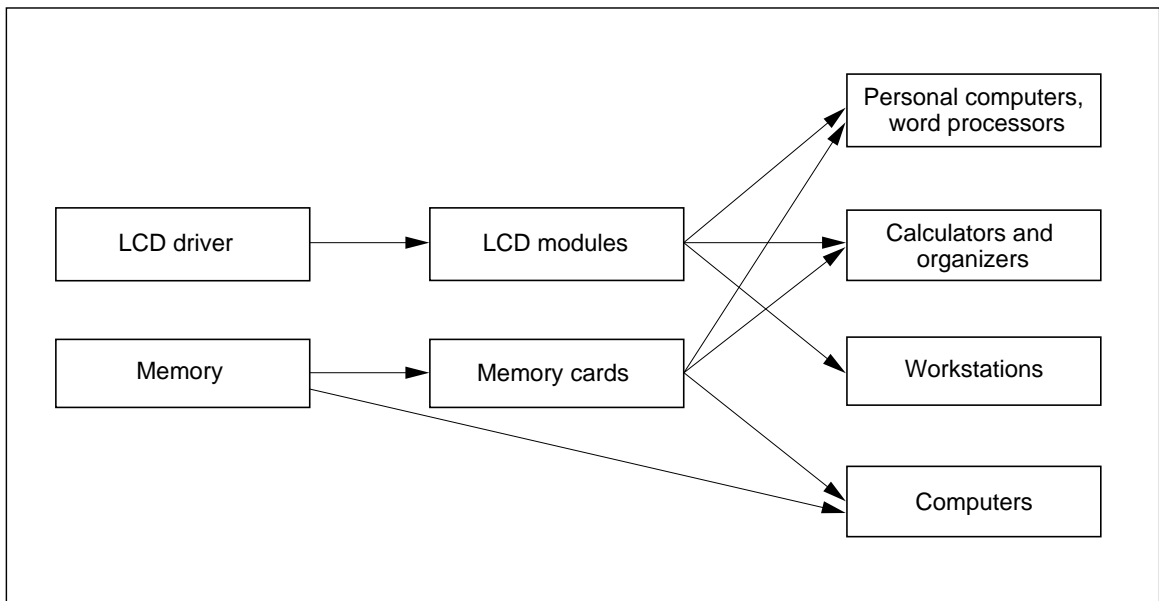 Personal computers,
word processors
LCD driver
LCD modules
Calculators and
organizers
Memory
Memory cards
Workstations
Computers